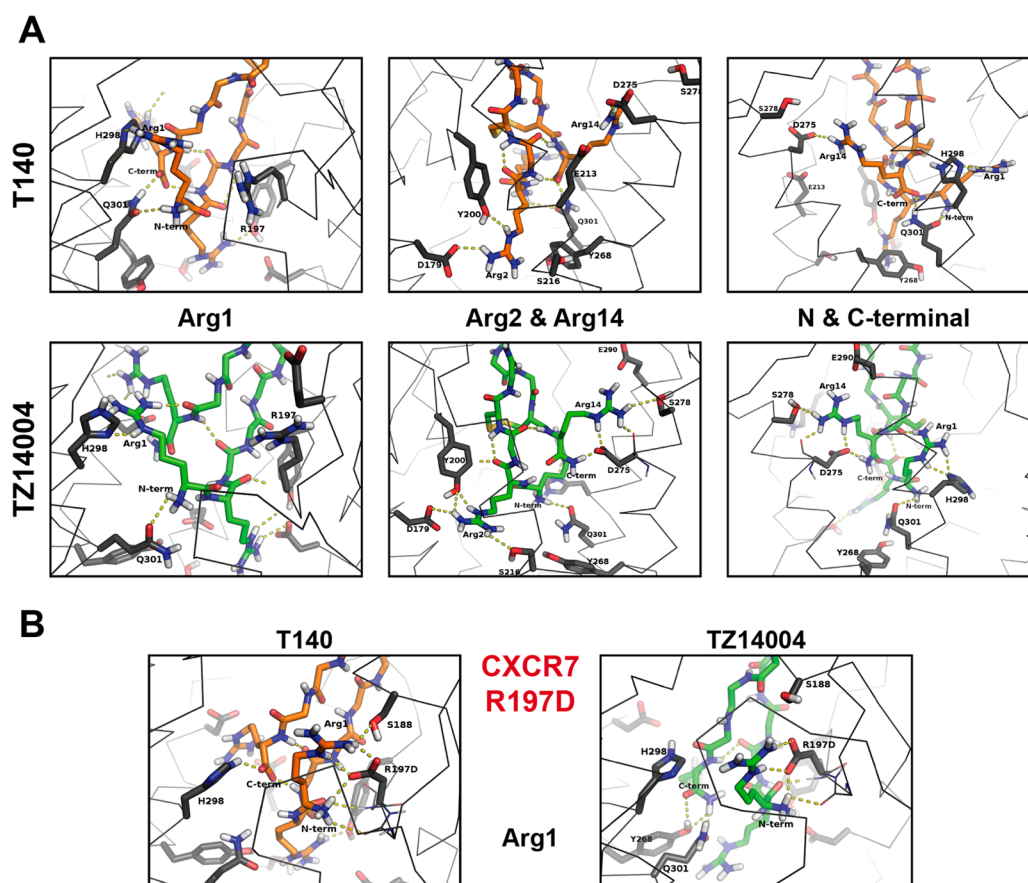 A
T140
H298
Arg1
C-term
Q301
N-term
R197
D275
S278
Arg14
E213
Y200
Q301
D179
Arg2
Y268
S216
S278
D275
Arg14
H298
Arg1
E213
C-term
N-term
Q301
Y268
Arg1
Arg2 & Arg14
N & C-terminal
TZ14004
R197
Arg1
H298
N-term
Q301
E290
Arg14
S278
Y200
C-term
D275
N-term
D179
Arg2
Q301
S216
Y268
E290
Arg14
S278
Arg1
D275
C-term
H298
N-term
Q301
Y268
B
T140
CXCR7
R197D
TZ14004
Arg1
S188
R197D
H298
C-term
N-term
Arg1
S188
R197D
H298
C-term
N-term
Y268
Q301